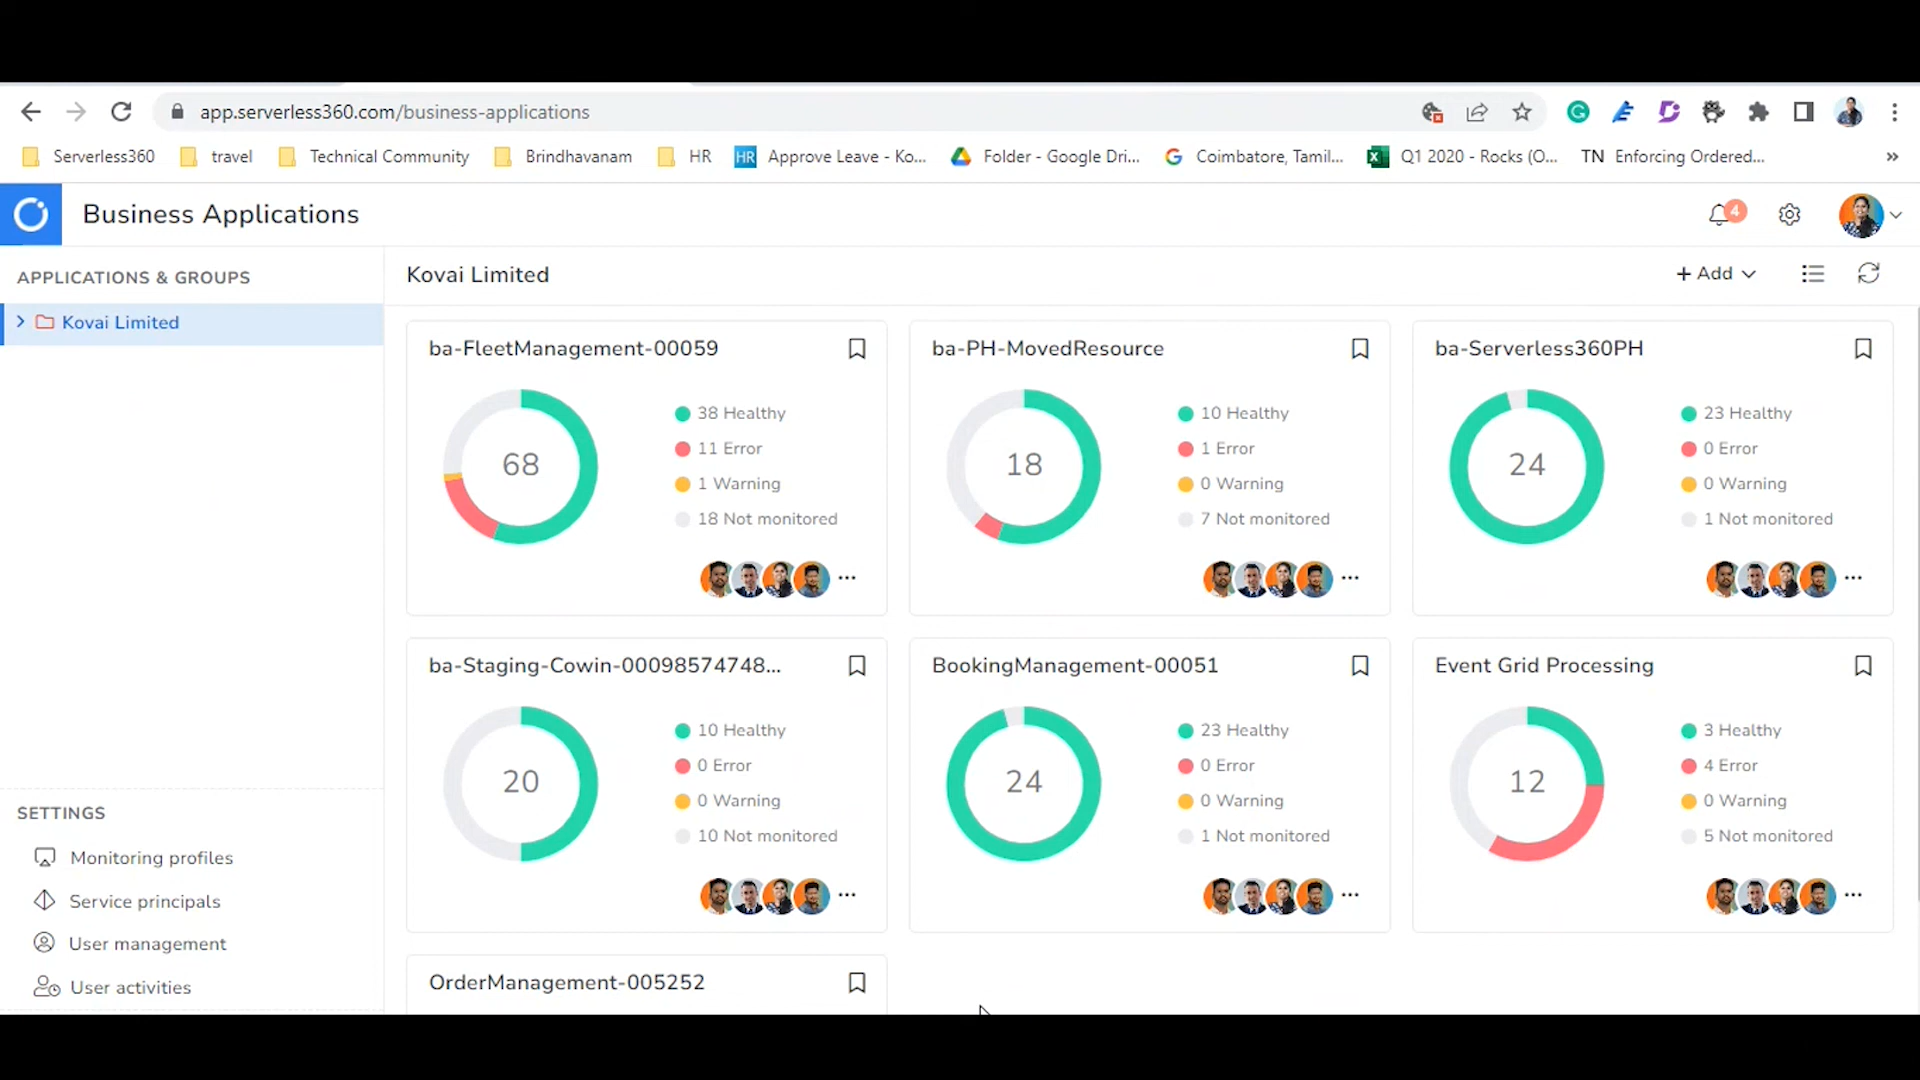 app.serverless360.com/business-applications
Serverless360 travel Technical Community Brindhavanam HR HR Approve Leave - Ko... Folder - Google Dri... G Coimbatore, Tamil... Q1 2020 - Rocks (O... TN Enforcing Ordered... »
Business Applications
4
APPLICATIONS & GROUPS
Kovai Limited
Kovai Limited
+ Add
ba-FleetManagement-00059
68
38 Healthy
11 Error
1 Warning
18 Not monitored
ba-PH-MovedResource
18
10 Healthy
1 Error
0 Warning
7 Not monitored
ba-Serverless360PH
24
23 Healthy
0 Error
0 Warning
1 Not monitored
ba-Staging-Cowin-00098574748...
20
10 Healthy
0 Error
0 Warning
10 Not monitored
BookingManagement-00051
24
23 Healthy
0 Error
0 Warning
1 Not monitored
Event Grid Processing
12
3 Healthy
4 Error
0 Warning
5 Not monitored
OrderManagement-005252
SETTINGS
Monitoring profiles
Service principals
User management
User activities